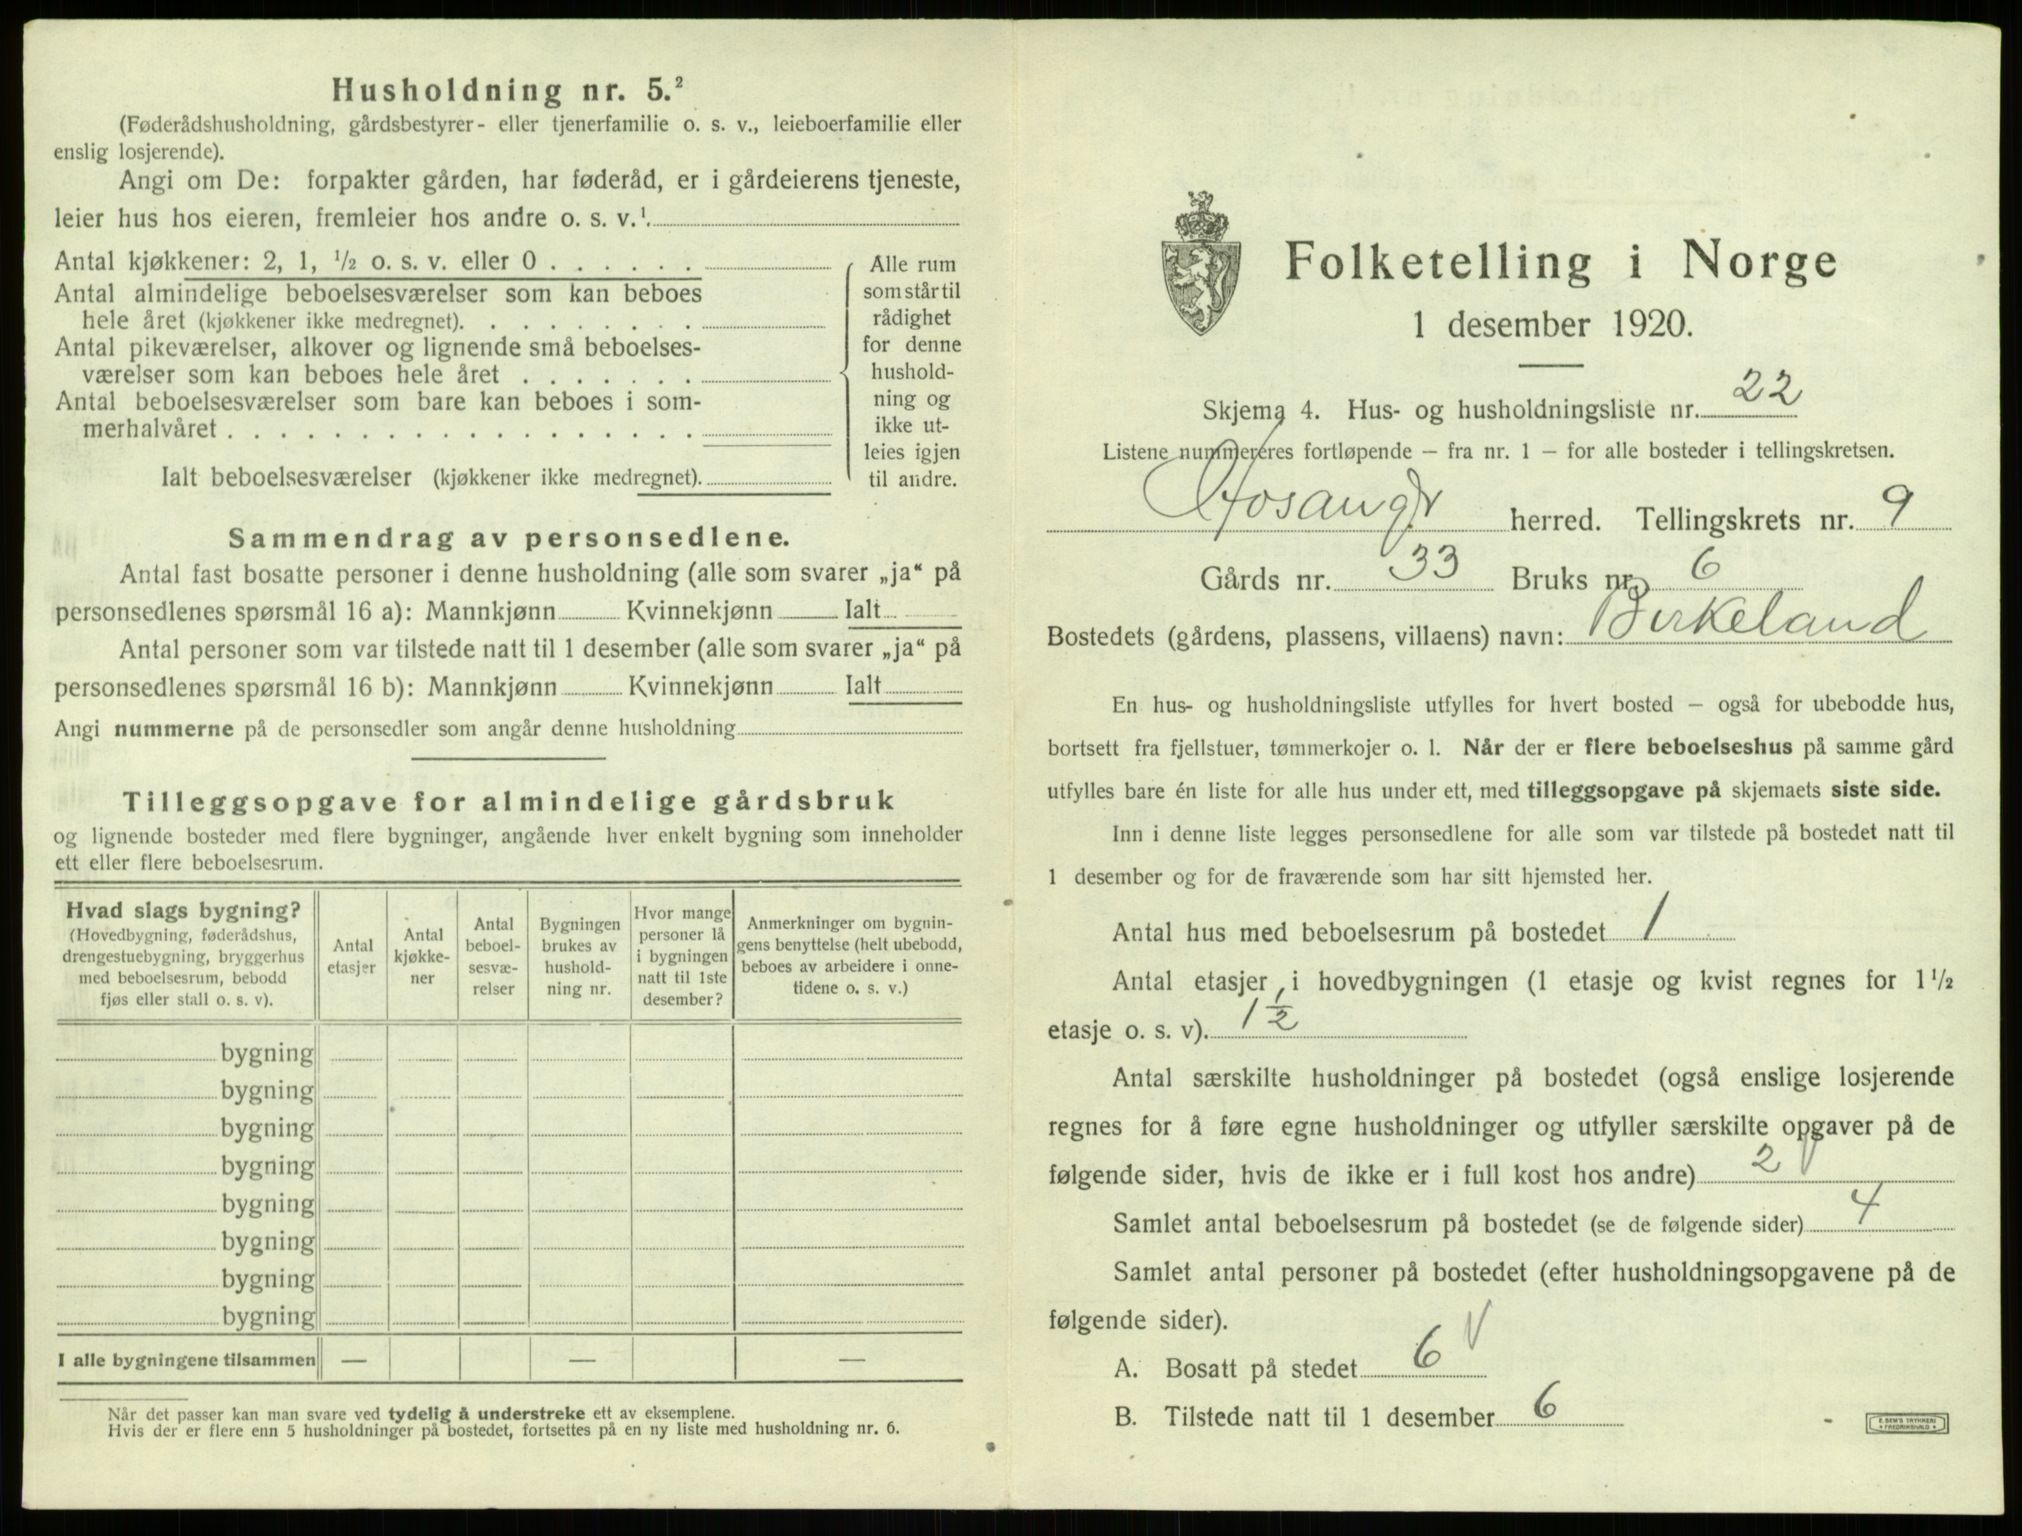 Husholdning nr. 5.²
(Føderådshusholdning, gårdsbestyrer- eller tjenerfamilie o. s. v., leieboerfamilie eller
enslig losjerende).
Angi om De: forpakter gården, har føderåd, er i gårdeierens tjeneste,
leier hus hos eieren, fremleier hos andre o. s. v.¹
Antal kjøkkener: 2, 1, ½ o. s. v. eller 0 . . . . . .
Antal almindelige beboelsesværelser som kan beboes
hele året (kjøkkener ikke medregnet). . . . . . . . .
Antal pikeværelser, alkover og lignende små beboelses-
værelser som kan beboes hele året . . . . . . .
Antal beboelsesværelser som bare kan beboes i som-
merhalvåret . . . . . . . . . . . . . . . . . .
Ialt beboelsesværelser (kjøkkener ikke medregnet).
Alle rum
som står til
rådighet
for denne
hushold-
ning og
ikke ut-
leies igjen
til andre.
Sammendrag av personsedlene.
Antal fast bosatte personer i denne husholdning (alle som svarer „ja“ på
personsedlenes spørsmål 16 a): Mannkjønn Kvinnekjønn Ialt
Antal personer som var tilstede natt til 1 desember (alle som svarer „ja“ på
personsedlenes spørsmål 16 b): Mannkjønn Kvinnekjønn Ialt
Angi nummerne på de personsedler som angår denne husholdning
Tilleggsopgave for almindelige gårdsbruk
og lignende bosteder med flere bygninger, angående hver enkelt bygning som inneholder
ett eller flere beboelsesrum.
Hvad slags bygning?
(Hovedbygning, føderådshus,
drengestuebygning, bryggerhus
med beboelsesrum, bebodd
fjøs eller stall o. s. v).
Antal
etasjer
Antal
kjøkke-
ner
Antal
beboel-
sesvæ-
relser
Bygningen
brukes av
hushold-
ning nr.
Hvor mange
personer lå
i bygningen
natt til 1ste
desember?
Anmerkninger om bygnin-
gens benyttelse (helt ubebodd,
beboes av arbeidere i onne-
tidene o. s. v.)
bygning
bygning
bygning
bygning
bygning
bygning
bygning
bygning
I alle bygningene tilsammen — — —
Når det passer kan man svare ved tydelig å understreke ett av eksemplene.
Hvis der er flere enn 5 husholdninger på bostedet, fortsettes på en ny liste med husholdning nr. 6.
Folketelling i Norge
1 desember 1920.
Skjema 4. Hus- og husholdningsliste nr. 22
Listene nummereres fortløpende — fra nr. 1 — for alle bosteder i tellingskretsen.
Hosanger herred. Tellingskrets nr. 9
Gårds nr. 33 Bruks nr. 6
Bostedets (gårdens, plassens, villaens) navn: Birkeland
En hus- og husholdningsliste utfylles for hvert bosted — også for ubebodde hus,
bortsett fra fjellstuer, tømmerkojer o. l. Når der er flere beboelseshus på samme gård
utfylles bare én liste for alle hus under ett, med tilleggsopgave på skjemaets siste side.
Inn i denne liste legges personsedlene for alle som var tilstede på bostedet natt til
1 desember og for de fraværende som har sitt hjemsted her.
Antal hus med beboelsesrum på bostedet 1
Antal etasjer i hovedbygningen (1 etasje og kvist regnes for 1½
etasje o. s. v). 1½
Antal særskilte husholdninger på bostedet (også enslige losjerende
regnes for å føre egne husholdninger og utfyller særskilte opgaver på de
følgende sider, hvis de ikke er i full kost hos andre) 2 √
Samlet antal beboelsesrum på bostedet (se de følgende sider) 4
Samlet antal personer på bostedet (efter husholdningsopgavene på de
følgende sider).
A. Bosatt på stedet 6 √
B. Tilstede natt til 1 desember 6
E. SEM'S TRYKKERI
FREDRIKSHALD